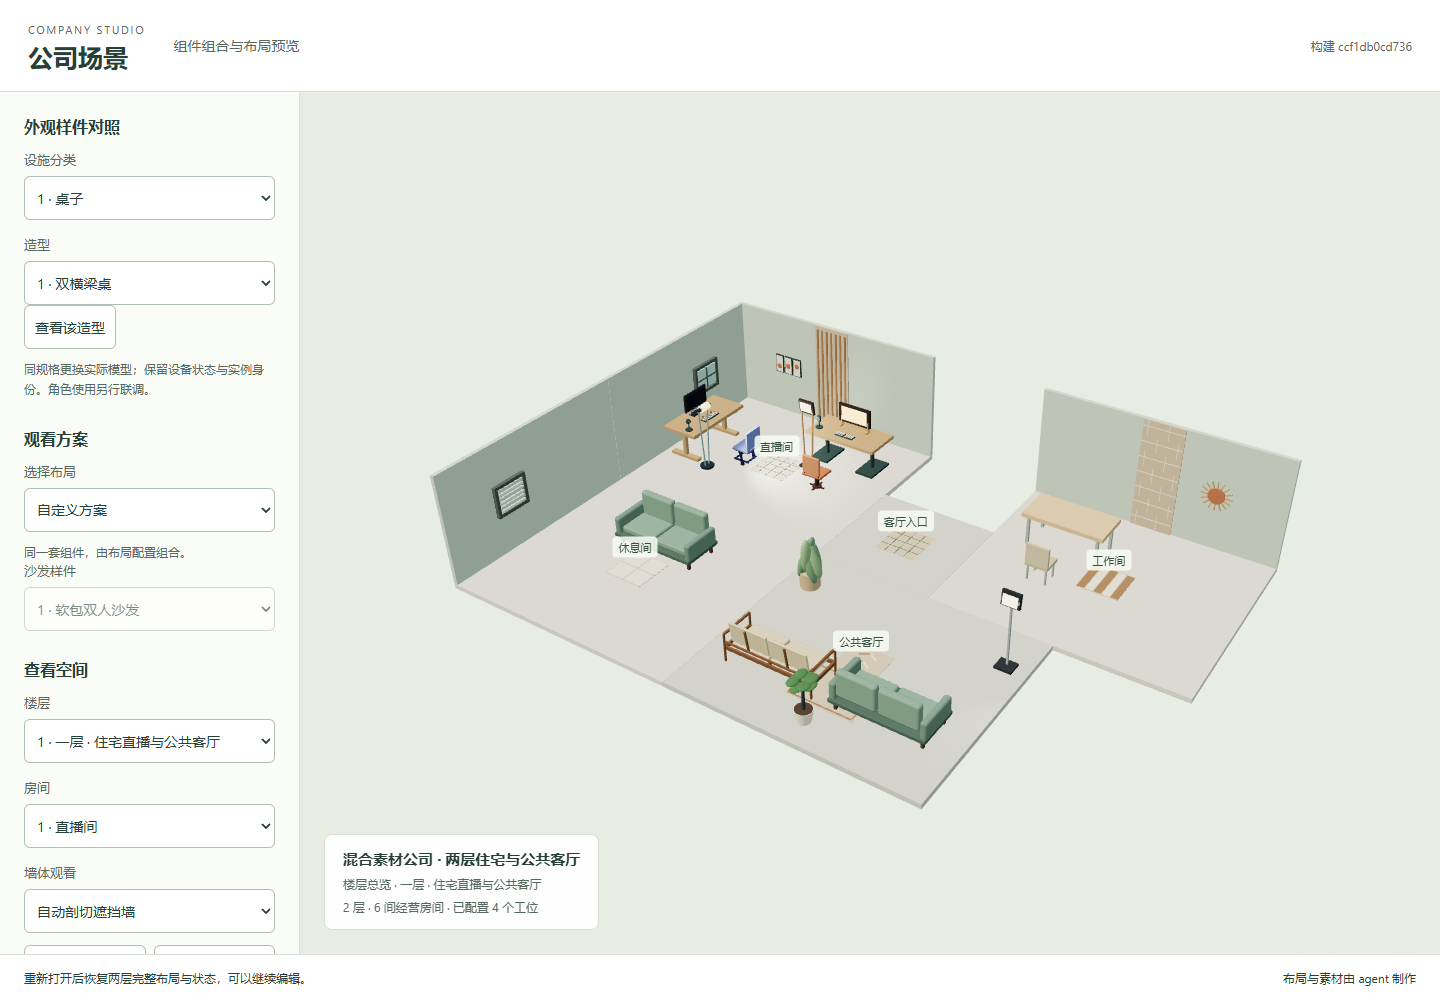 COMPANY STUDIO
公司场景
组件组合与布局预览
构建 ccf1db0cd736
外观样件对照
设施分类
1 · 桌子
造型
1 · 双横梁桌
查看该造型
同规格更换实际模型；保留设备状态与实例身
份。角色使用另行联调。
观看方案
选择布局
自定义方案
同一套组件，由布局配置组合。
沙发样件
1 · 软包双人沙发
查看空间
楼层
1 · 一层 · 住宅直播与公共客厅
房间
1 · 直播间
墙体观看
自动剖切遮挡墙
直播间
客厅入口
休息间
工作间
公共客厅
混合素材公司 · 两层住宅与公共客厅
楼层总览 · 一层 · 住宅直播与公共客厅
2 层 · 6 间经营房间 · 已配置 4 个工位
重新打开后恢复两层完整布局与状态，可以继续编辑。
布局与素材由 agent 制作